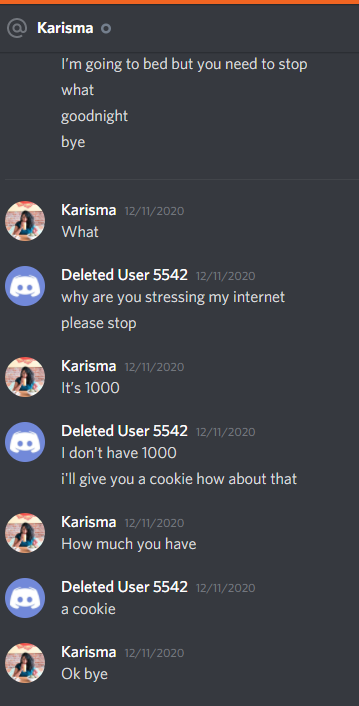 @ Karisma
I’m going to bed but you need to stop
what
goodnight
bye
Karisma 12/11/2020
What
Deleted User 5542 12/11/2020
why are you stressing my internet
please stop
Karisma 12/11/2020
It’s 1000
Deleted User 5542 12/11/2020
I don't have 1000
i'll give you a cookie how about that
Karisma 12/11/2020
How much you have
Deleted User 5542 12/11/2020
a cookie
Karisma 12/11/2020
Ok bye